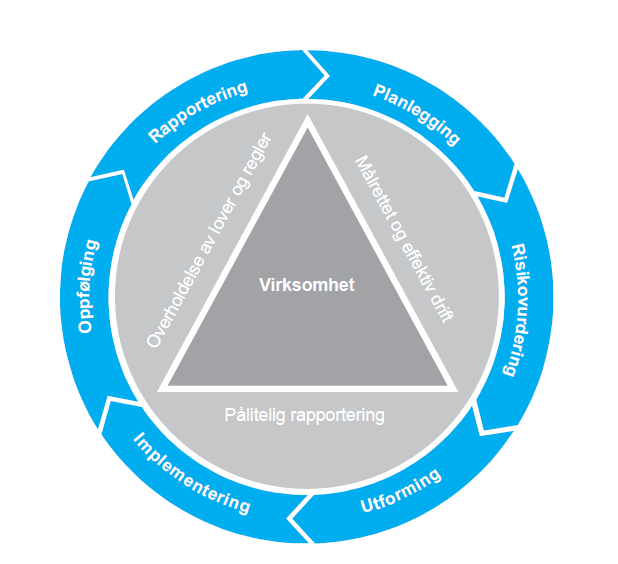 Rapportering
Planlegging
Overholdelse av lover og regler
Målrettet og effektiv drift
Oppfølging
Virksomhet
Risikovurdering
Pålitelig rapportering
Implementering
Utforming